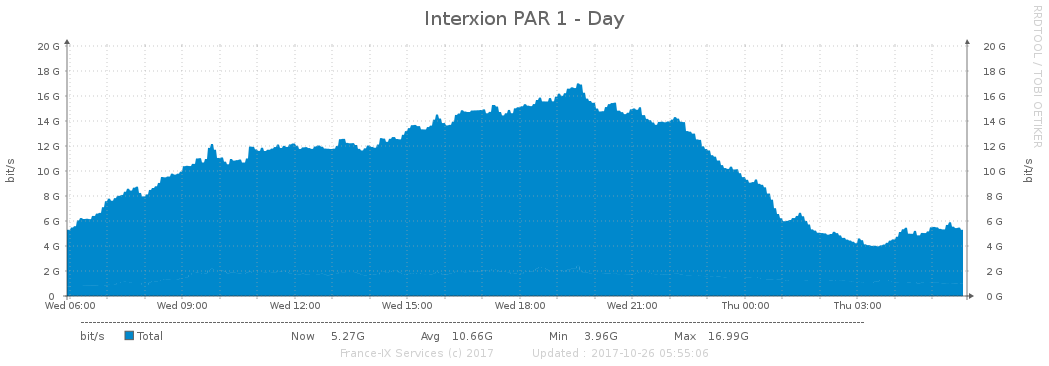 Interxion PAR 1 - Day
RRDTOOL / TOBI OETIKER
20 G 20 G
18 G 18 G
16 G 16 G
14 G 14 G
12 G 12 G
10 G 10 G
8 G 8 G
6 G 6 G
4 G 4 G
2 G 2 G
0 0 G
bit/s
bit/s
Wed 06:00 Wed 09:00 Wed 12:00 Wed 15:00 Wed 18:00 Wed 21:00 Thu 00:00 Thu 03:00
bit/s Total Now 5.27G Avg 10.66G Min 3.96G Max 16.99G
France-IX Services (c) 2017 Updated : 2017-10-26 05:55:06